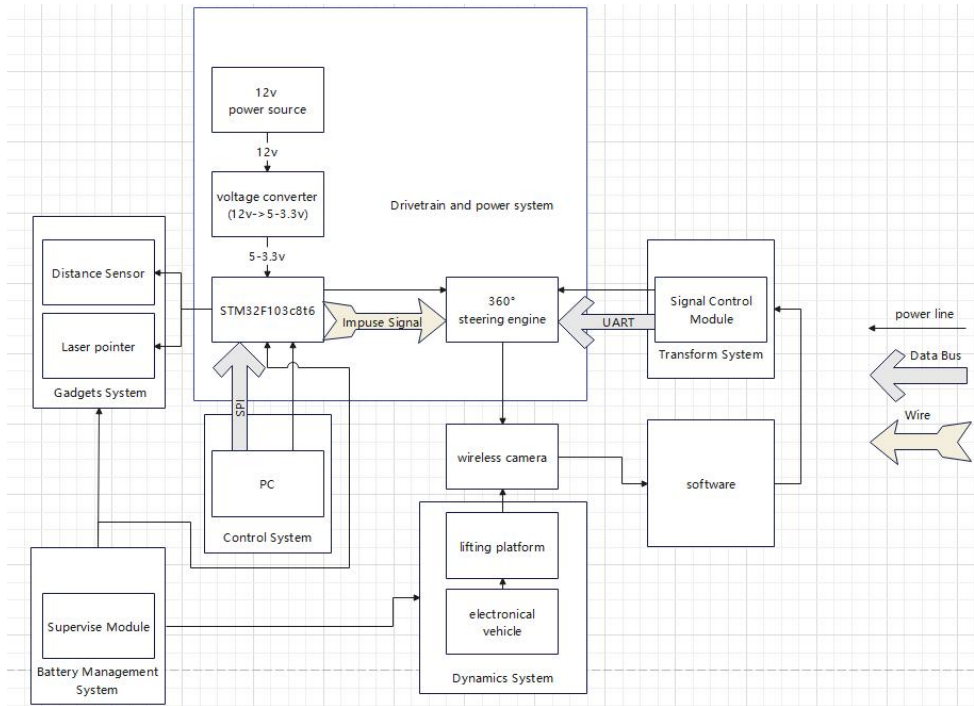 12v
power source
12v
voltage converter
(12v->5-3.3v)
Drivetrain and power system
5-3.3v
Distance Sensor
STM32F103c8t6
360°
steering engine
Signal Control
Module
Impuse Signal
UART
power line
Laser pointer
Transform System
Data Bus
Gadgets System
SPI
Wire
wireless camera
PC
software
Control System
lifting platform
electronical
vehicle
Supervise Module
Battery Management
System
Dynamics System